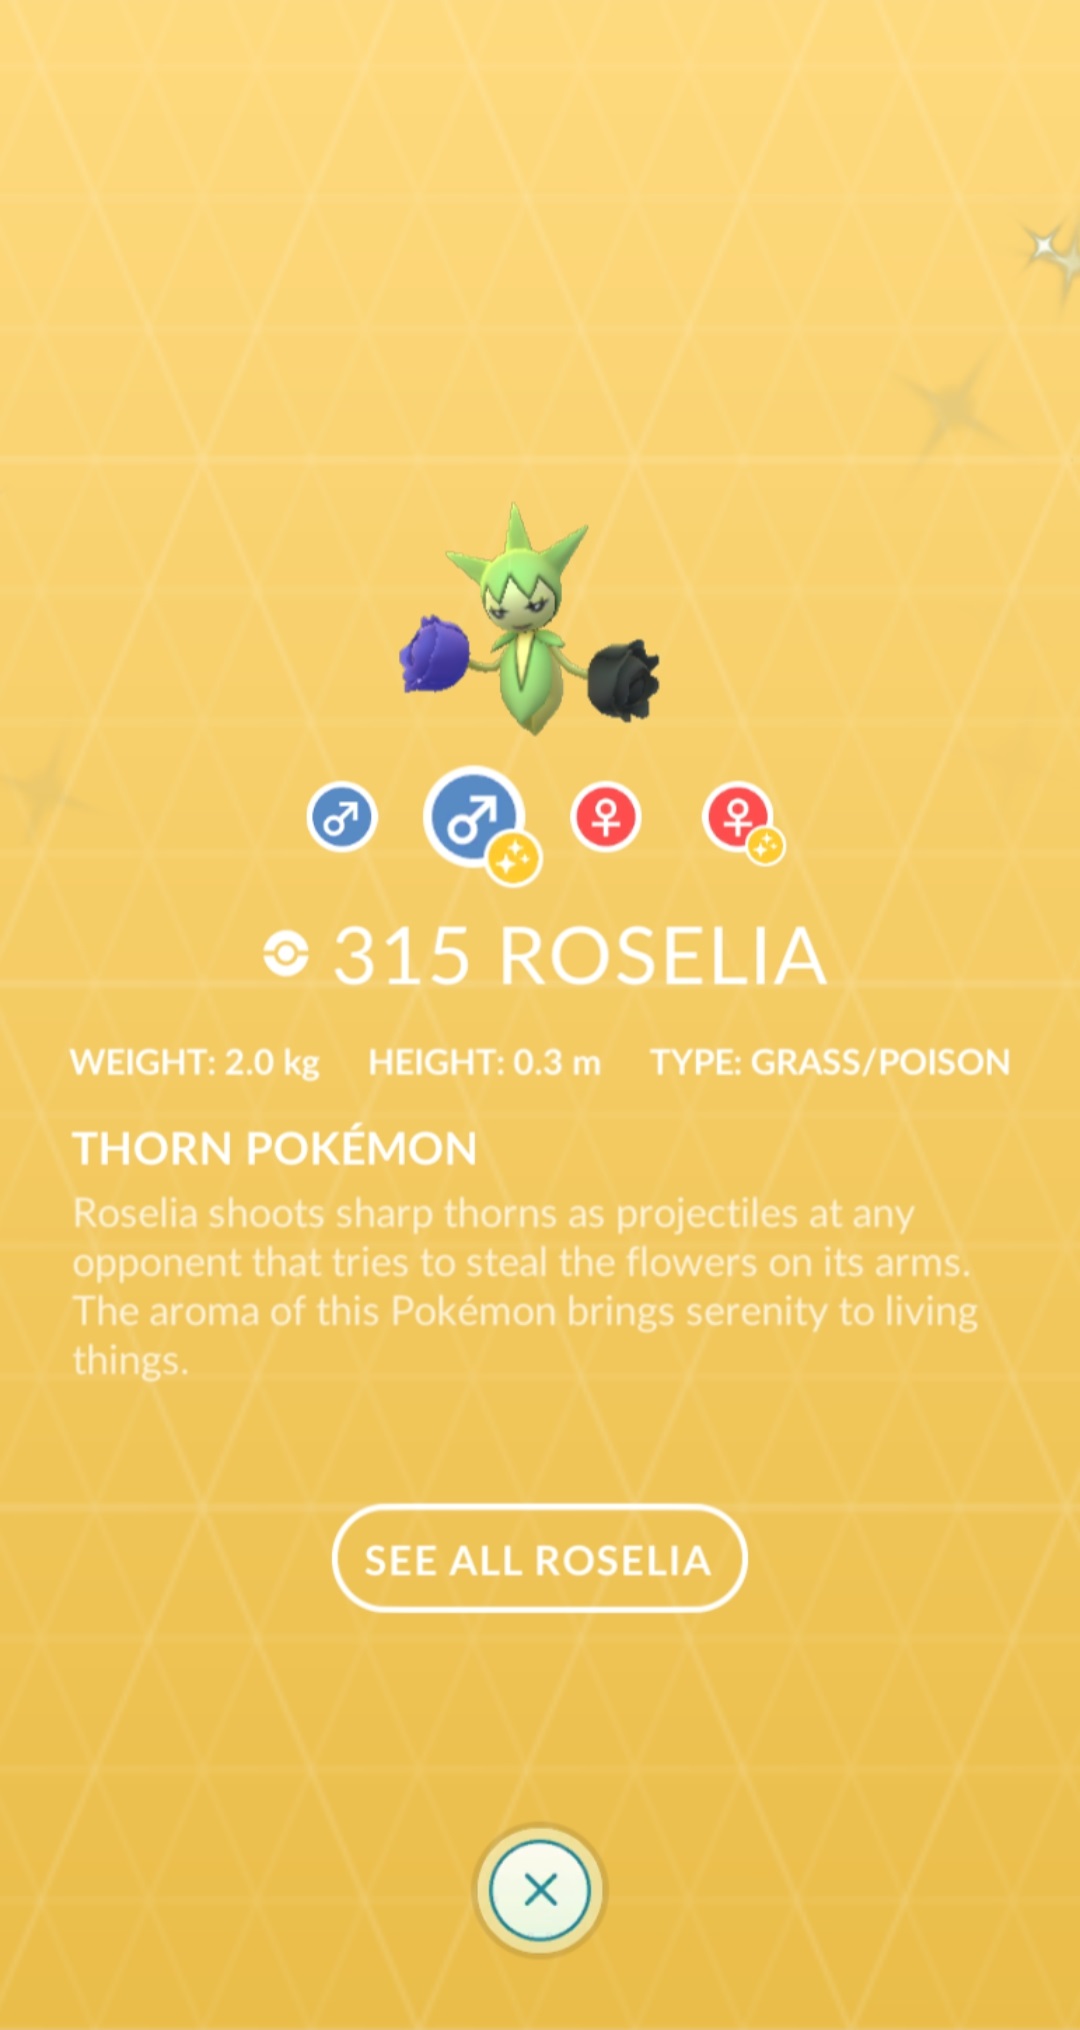 315 ROSELIA
WEIGHT: 2.0 kg HEIGHT: 0.3 m TYPE: GRASS/POISON
THORN POKÉMON
Roselia shoots sharp thorns as projectiles at any
opponent that tries to steal the flowers on its arms.
The aroma of this Pokémon brings serenity to living
things.
SEE ALL ROSELIA